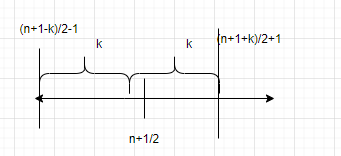 (n+1-k)/2-1
k
k
(n+1+k)/2+1
n+1/2